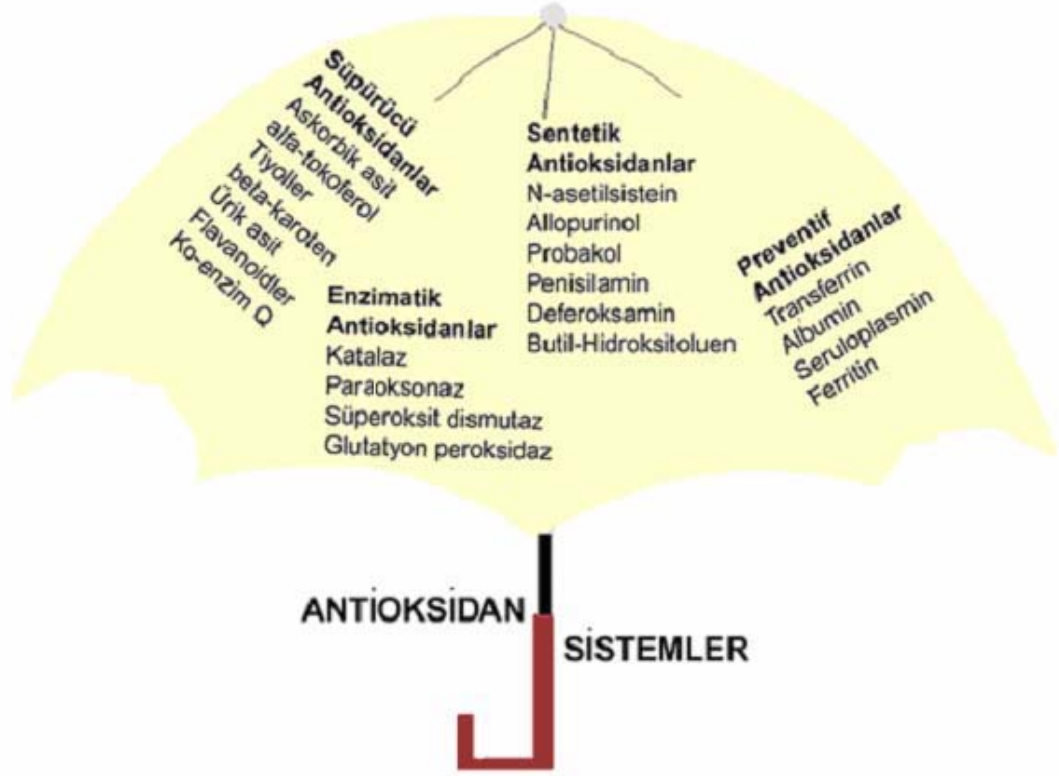 Süpürücü
Antioksidanlar
Askorbik asit
alfa-tokoferol
Tiyoller
beta-karoten
Ürik asit
Flavanoidler
Ko-enzim Q
Enzimatik
Antioksidanlar
Katalaz
Paraoksonaz
Süperoksit dismutaz
Glutatyon peroksidaz
Sentetik
Antioksidanlar
N-asetilsistein
Allopurinol
Probakol
Penisilamin
Deferoksamin
Butil-Hidroksitoluen
Preventif
Antioksidanlar
Transferrin
Albumin
Seruloplasmin
Ferritin
ANTİOKSİDAN
SİSTEMLER